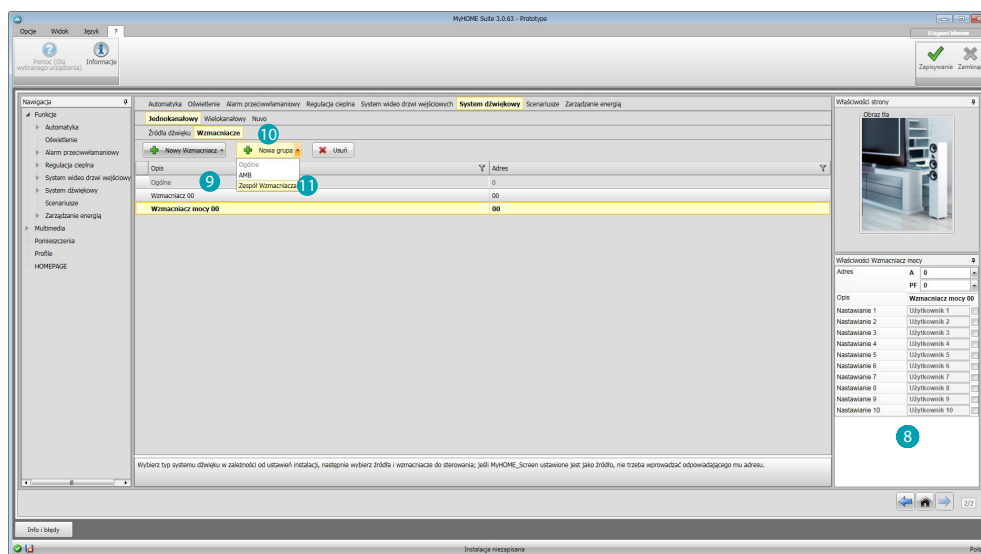 MyHOME Suite 3.0.63 - Prototype
Opcje Widok Język ?
Pomoc (Dla wybranego urządzenia)
Informacje
Zapisywanie
Nawigacja
Funkcje
Automatyka
Oświetlenie
Alarm przeciwwłamaniowy
Regulacja cieplna
System wideo drzwi wejściowy
System dźwiękowy
Scenariusze
Zarządzanie energią
Multimedia
Pomieszczenia
Profile
HOMEPAGE
Automatyka Oświetlenie Alarm przeciwwłamaniowy Regulacja cieplna System wideo drzwi wejściowych System dźwiękowy Scenariusze Zarządzanie energią
Jednokanałowy Wielokanałowy Nuvo
Źródła dźwięku Wzmacniacze
10
Nowy Wzmacniacz Nowa grupa Usuń
Opis Adres
Ogólne
AMB
Zespół Wzmacniacza
11
9
Ogólne 0
Wzmacniacz 00 00
Wzmacniacz mocy 00 00
Wybierz typ systemu dźwięku w zależności od ustawień instalacji, następnie wybierz źródła i wzmacniacze do sterowania; jeśli MyHOME_Screen ustawione jest jako źródło, nie trzeba wprowadzać odpowiadającego mu adresu.
Właściwości strony
Obraz tła
Właściwości Wzmacniacz mocy
Adres A 0
PF 0
Opis Wzmacniacz mocy 00
Nastawianie 1 Użytkownik 1
Nastawianie 2 Użytkownik 2
Nastawianie 3 Użytkownik 3
Nastawianie 4 Użytkownik 4
Nastawianie 5 Użytkownik 5
Nastawianie 6 Użytkownik 6
Nastawianie 7 Użytkownik 7
Nastawianie 8 Użytkownik 8
Nastawianie 9 Użytkownik 9
Nastawianie 10 Użytkownik 10
8
2/2
Info i błędy
Instalacja niezapisana